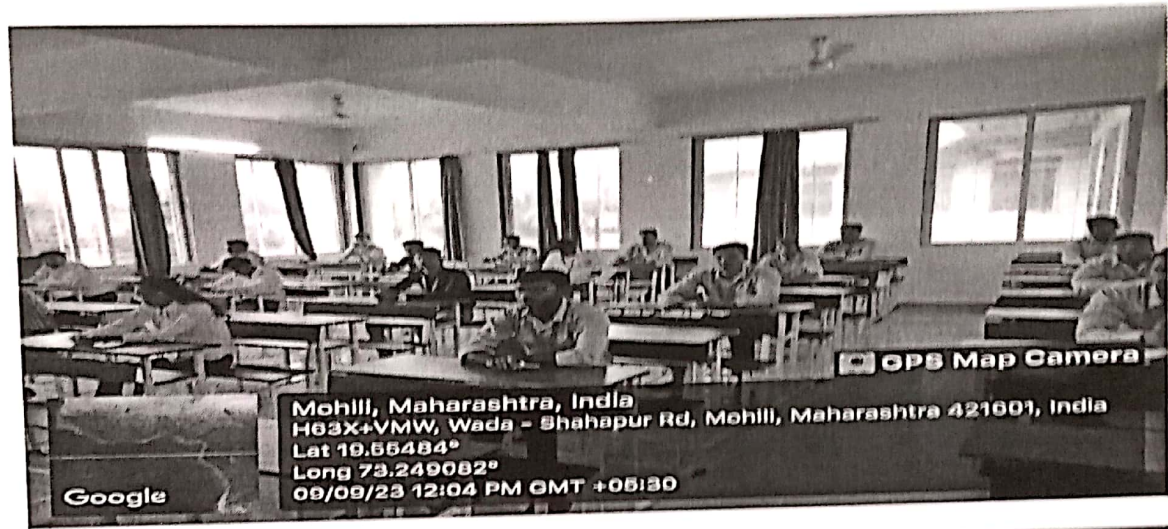 GPS Map Camera
Mohili, Maharashtra, India
H63X+VMW, Wada - Shahapur Rd, Mohili, Maharashtra 421601, India
Lat 19.55484°
Long 73.249082°
09/09/23 12:04 PM GMT +05:30
Google